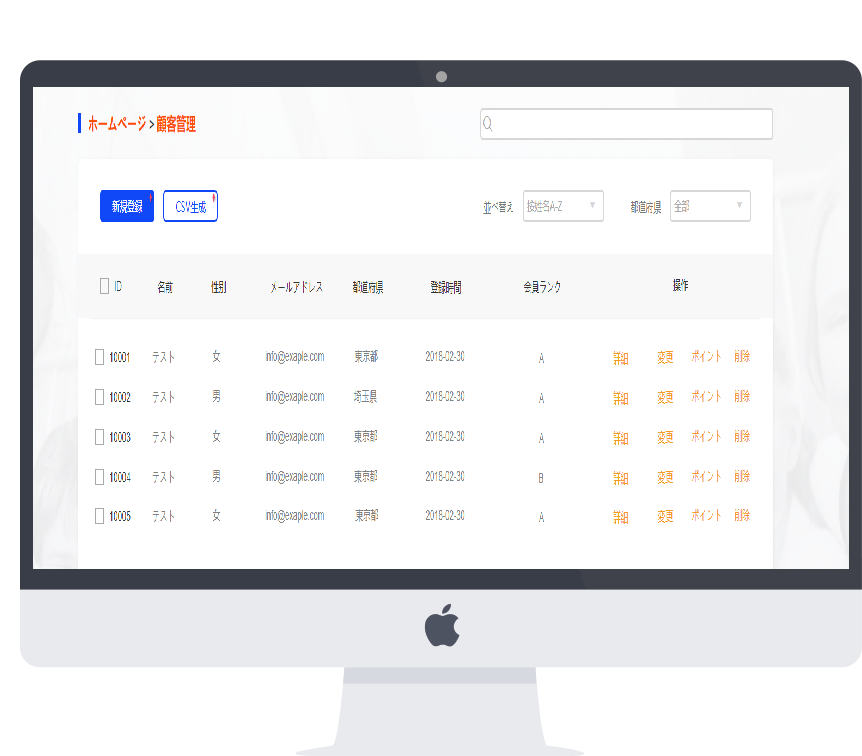 ホームページ > 顧客管理
新規登録 CSV生成 並べ替え 按姓名A-Z 都道府県 全部
ID 名前 性別 メールアドレス 都道府県 登録時間 会員ランク 操作
10001 テスト 女 info@exaple.com 東京都 2018-02-30 A 詳細 変更 ポイント 削除
10002 テスト 男 info@exaple.com 埼玉県 2018-02-30 A 詳細 変更 ポイント 削除
10003 テスト 女 info@exaple.com 東京都 2018-02-30 A 詳細 変更 ポイント 削除
10004 テスト 男 info@exaple.com 東京都 2018-02-30 B 詳細 変更 ポイント 削除
10005 テスト 女 info@exaple.com 東京都 2018-02-30 A 詳細 変更 ポイント 削除